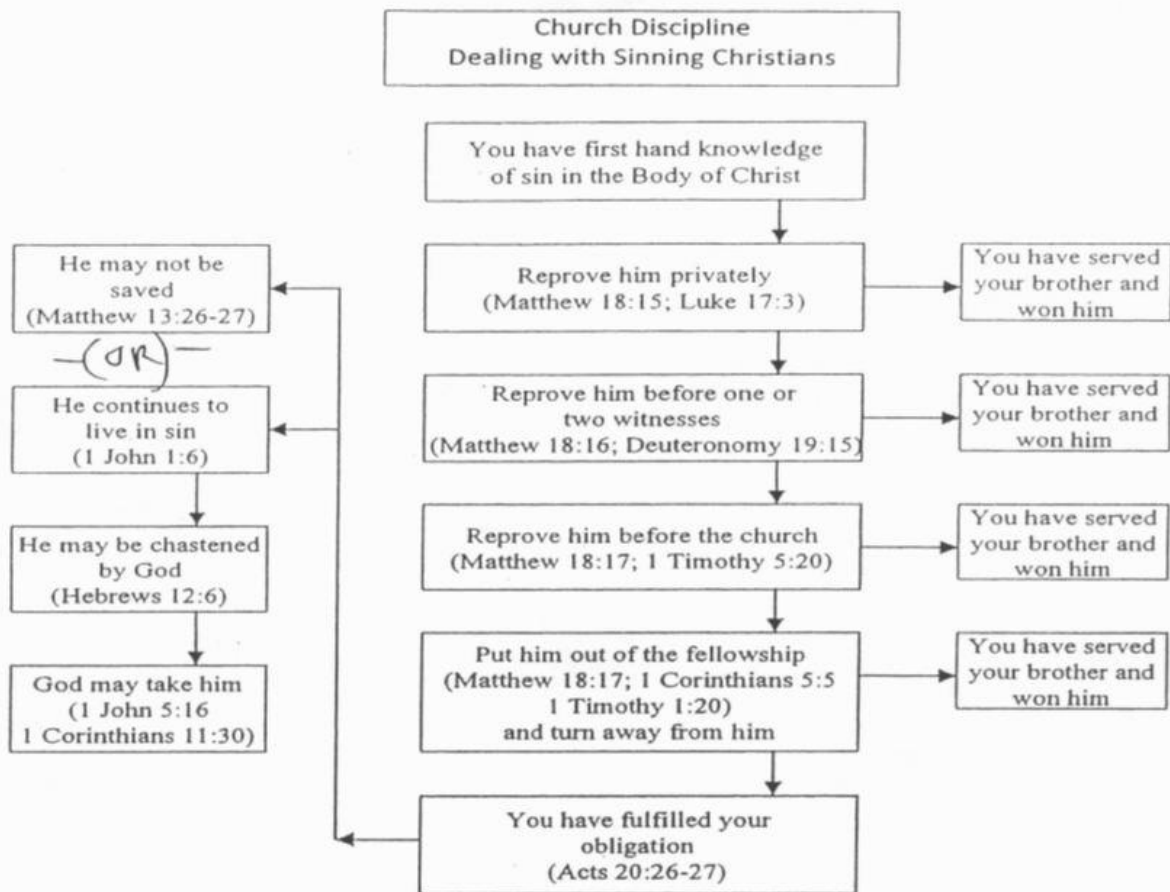 Church Discipline
Dealing with Sinning Christians
You have first hand knowledge
of sin in the Body of Christ
Reprove him privately
(Matthew 18:15; Luke 17:3)
You have served
your brother and
won him
Reprove him before one or
two witnesses
(Matthew 18:16; Deuteronomy 19:15)
You have served
your brother and
won him
Reprove him before the church
(Matthew 18:17; 1 Timothy 5:20)
You have served
your brother and
won him
Put him out of the fellowship
(Matthew 18:17; 1 Corinthians 5:5
1 Timothy 1:20)
and turn away from him
You have served
your brother and
won him
You have fulfilled your
obligation
(Acts 20:26-27)
He may not be
saved
(Matthew 13:26-27)
-(OR)-
He continues to
live in sin
(1 John 1:6)
He may be chastened
by God
(Hebrews 12:6)
God may take him
(1 John 5:16
1 Corinthians 11:30)